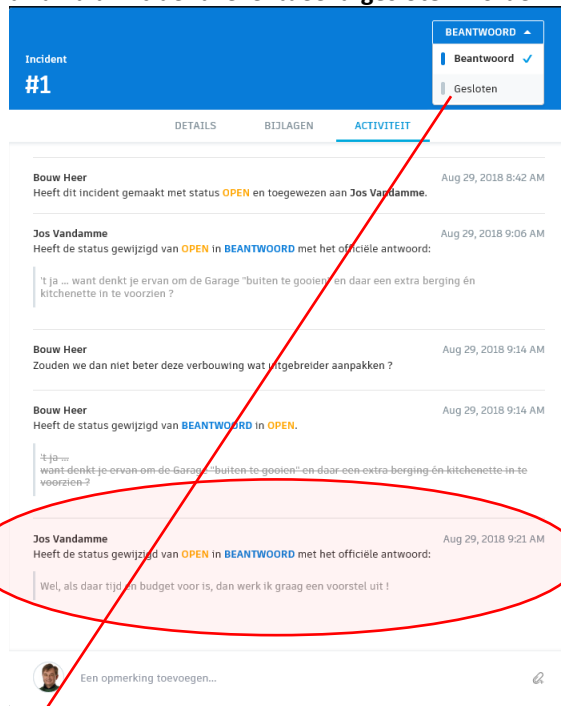 BEANTWOORD
Beantwoord
Gesloten
Incident
#1
DETAILS BIJLAGEN ACTIVITEIT
Bouw Heer Aug 29, 2018 8:42 AM
Heeft dit incident gemaakt met status OPEN en toegewezen aan Jos Vandamme.
Jos Vandamme Aug 29, 2018 9:06 AM
Heeft de status gewijzigd van OPEN in BEANTWOORD met het officiële antwoord:
't ja ... want denkt je ervan om de Garage "buiten te gooien" en daar een extra berging én
kitchenette in te voorzien ?
Bouw Heer Aug 29, 2018 9:14 AM
Zouden we dan niet beter deze verbouwing wat uitgebreider aanpakken ?
Bouw Heer Aug 29, 2018 9:14 AM
Heeft de status gewijzigd van BEANTWOORD in OPEN.
't ja ...
want denkt je ervan om de Garage "buiten te gooien" en daar een extra berging én kitchenette in te
voorzien ?
Jos Vandamme Aug 29, 2018 9:21 AM
Heeft de status gewijzigd van OPEN in BEANTWOORD met het officiële antwoord:
Wel, als daar tijd en budget voor is, dan werk ik graag een voorstel uit !
Een opmerking toevoegen...